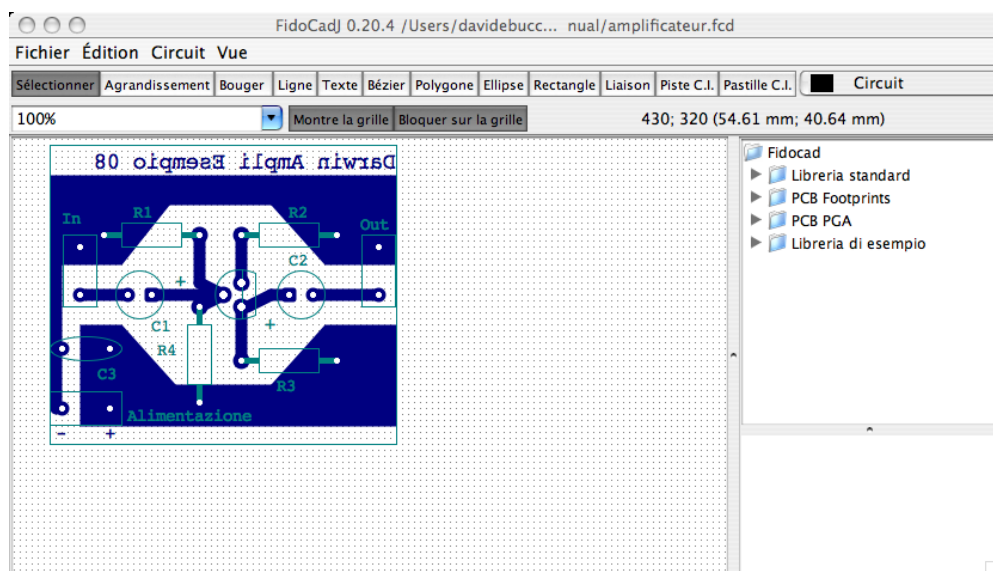 FidoCadJ 0.20.4 /Users/davidebucc... nual/amplificateur.fcd
Fichier Édition Circuit Vue
Sélectionner Agrandissement Bouger Ligne Texte Bézier Polygone Ellipse Rectangle Liaison Piste C.I. Pastille C.I. Circuit
100% Montre la grille Bloquer sur la grille 430; 320 (54.61 mm; 40.64 mm)
Darwin Ampli Esempio 08
In R1 R2 Out
C2
+
C1 +
R4
C3
R3
Alimentazione
- +
Fidocad
Libreria standard
PCB Footprints
PCB PGA
Libreria di esempio